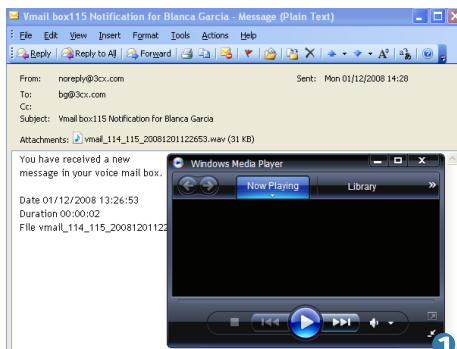 Vmail box115 Notification for Blanca Garcia - Message (Plain Text)
File Edit View Insert Format Tools Actions Help
Reply Reply to All Forward
From: noreply@3cx.com Sent: Mon 01/12/2008 14:28
To: bg@3cx.com
Cc:
Subject: Vmail box115 Notification for Blanca Garcia
Attachments: vmail_114_115_20081201122653.wav (31 KB)
You have received a new
message in your voice mail box.
Windows Media Player
Now Playing Library »
Date 01/12/2008 13:26:53
Duration 00:00:02
File vmail_114_115_20081201122
1